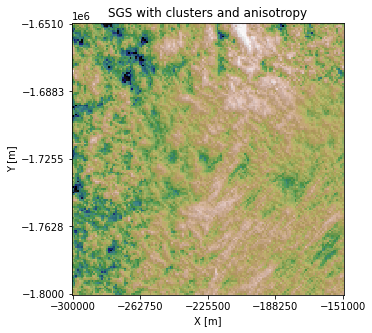 SGS with clusters and anisotropy
1e6
−1.6510
−1.6883
−1.7255
−1.7628
−1.8000
Y [m]
−300000 −262750 −225500 −188250 −151000
X [m]